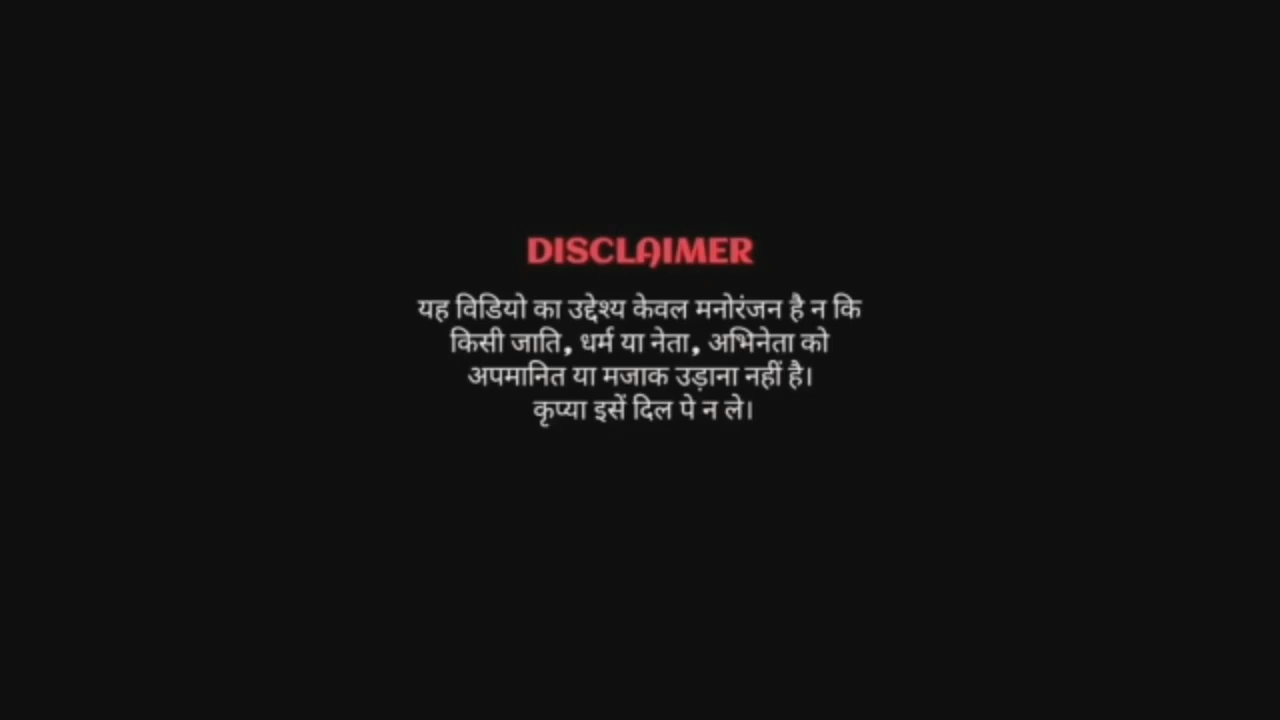 DISCLAIMER
यह विडियो का उद्देश्य केवल मनोरंजन है न कि
किसी जाति, धर्म या नेता, अभिनेता को
अपमानित या मजाक उड़ाना नहीं है।
कृप्या इसें दिल पे न ले।